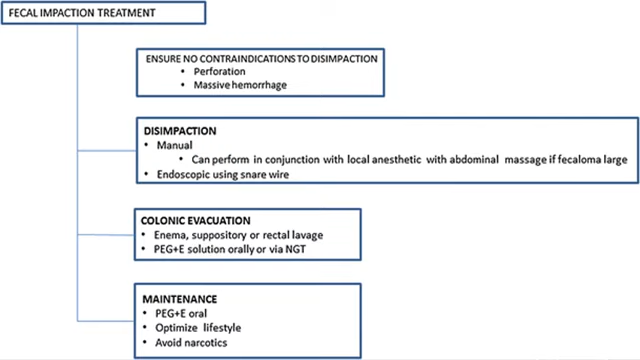 FECAL IMPACTION TREATMENT
ENSURE NO CONTRAINDICATIONS TO DISIMPACTION
• Perforation
• Massive hemorrhage
DISIMPACTION
• Manual
• Can perform in conjunction with local anesthetic with abdominal massage if fecaloma large
• Endoscopic using snare wire
COLONIC EVACUATION
• Enema, suppository or rectal lavage
• PEG+E solution orally or via NGT
MAINTENANCE
• PEG+E oral
• Optimize lifestyle
• Avoid narcotics